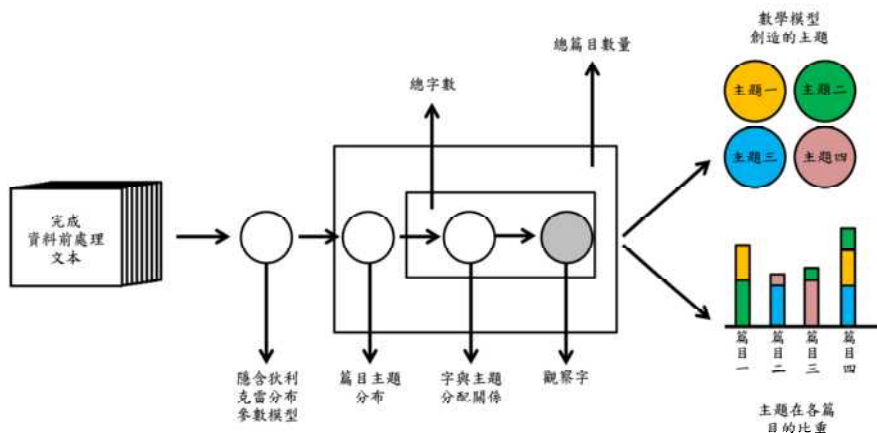 數學模型
創造的主題
總篇目數量
總字數
主題一
主題二
主題三
主題四
完成
資料前處理
文本
隱含狄利
克雷分布
參數模型
篇目主題
分布
字與主題
分配關係
觀察字
篇目一
篇目二
篇目三
篇目四
主題在各篇
目的比重